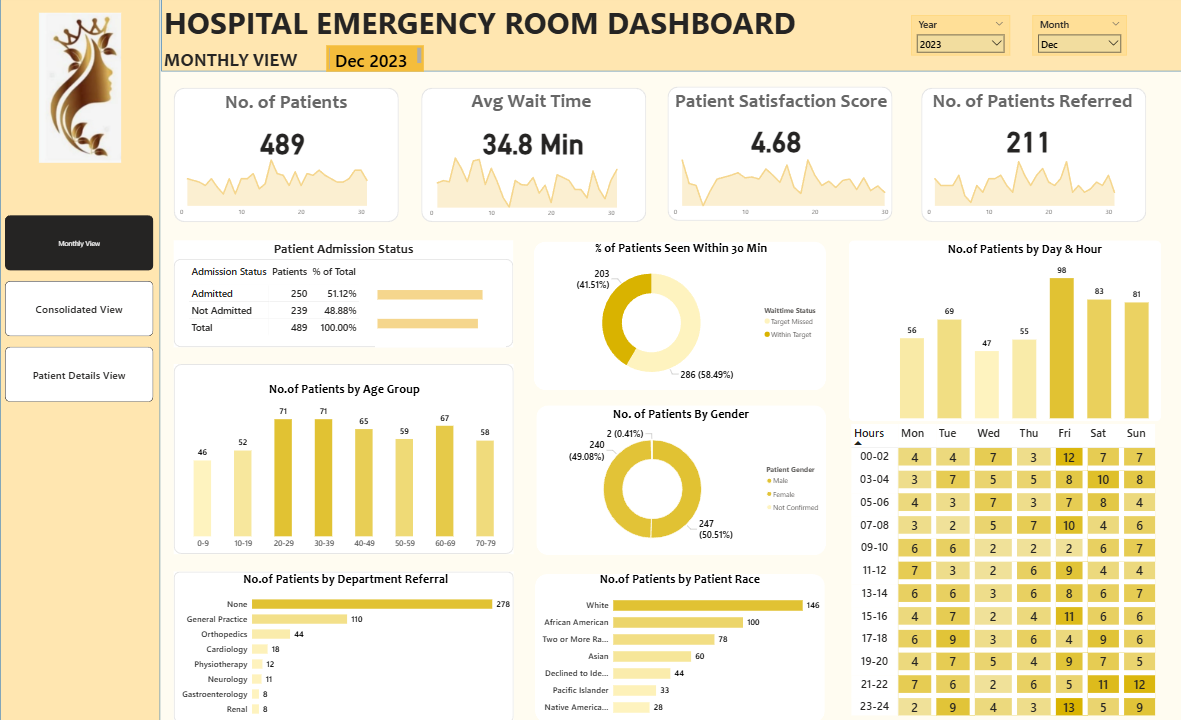 HOSPITAL EMERGENCY ROOM DASHBOARD
MONTHLY VIEW
Dec 2023
Year
2023
Month
Dec
Monthly View
Consolidated View
Patient Details View
No. of Patients
489
0 10 20 30
Avg Wait Time
34.8 Min
0 10 20 30
Patient Satisfaction Score
4.68
0 10 20 30
No. of Patients Referred
211
0 10 20 30
Patient Admission Status
Admission Status Patients % of Total
Admitted 250 51.12%
Not Admitted 239 48.88%
Total 489 100.00%
% of Patients Seen Within 30 Min
203
(41.51%)
286 (58.49%)
Waittime Status
Target Missed
Within Target
No.of Patients by Age Group
46 52 71 71 65 59 67 58
0-9 10-19 20-29 30-39 40-49 50-59 60-69 70-79
No. of Patients By Gender
2 (0.41%)
240
(49.08%)
247
(50.51%)
Patient Gender
Male
Female
Not Confirmed
No.of Patients by Department Referral
None 278
General Practice 110
Orthopedics 44
Cardiology 18
Physiotherapy 12
Neurology 11
Gastroenterology 8
Renal 8
No.of Patients by Patient Race
White 146
African American 100
Two or More Ra... 78
Asian 60
Declined to Ide... 44
Pacific Islander 33
Native America... 28
No.of Patients by Day & Hour
56 69 47 55 98 83 81
Hours Mon Tue Wed Thu Fri Sat Sun
00-02 4 4 7 3 12 7 7
03-04 3 7 5 5 8 10 8
05-06 4 3 7 3 7 8 4
07-08 3 2 5 7 10 4 6
09-10 6 6 2 2 2 6 7
11-12 7 3 2 6 9 4 4
13-14 6 6 3 6 8 6 7
15-16 4 7 2 4 11 6 6
17-18 6 9 3 6 4 9 6
19-20 4 7 5 4 9 7 5
21-22 7 6 2 6 5 11 12
23-24 2 9 4 3 13 5 9